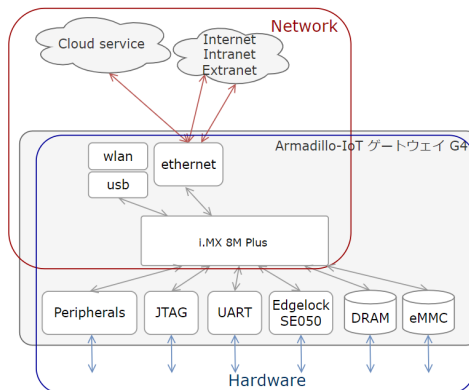 Network
Cloud service
Internet
Intranet
Extranet
Armadillo-IoT ゲートウェイ G4
wlan
usb
ethernet
i.MX 8M Plus
Peripherals
JTAG
UART
Edgelock
SE050
DRAM
eMMC
Hardware